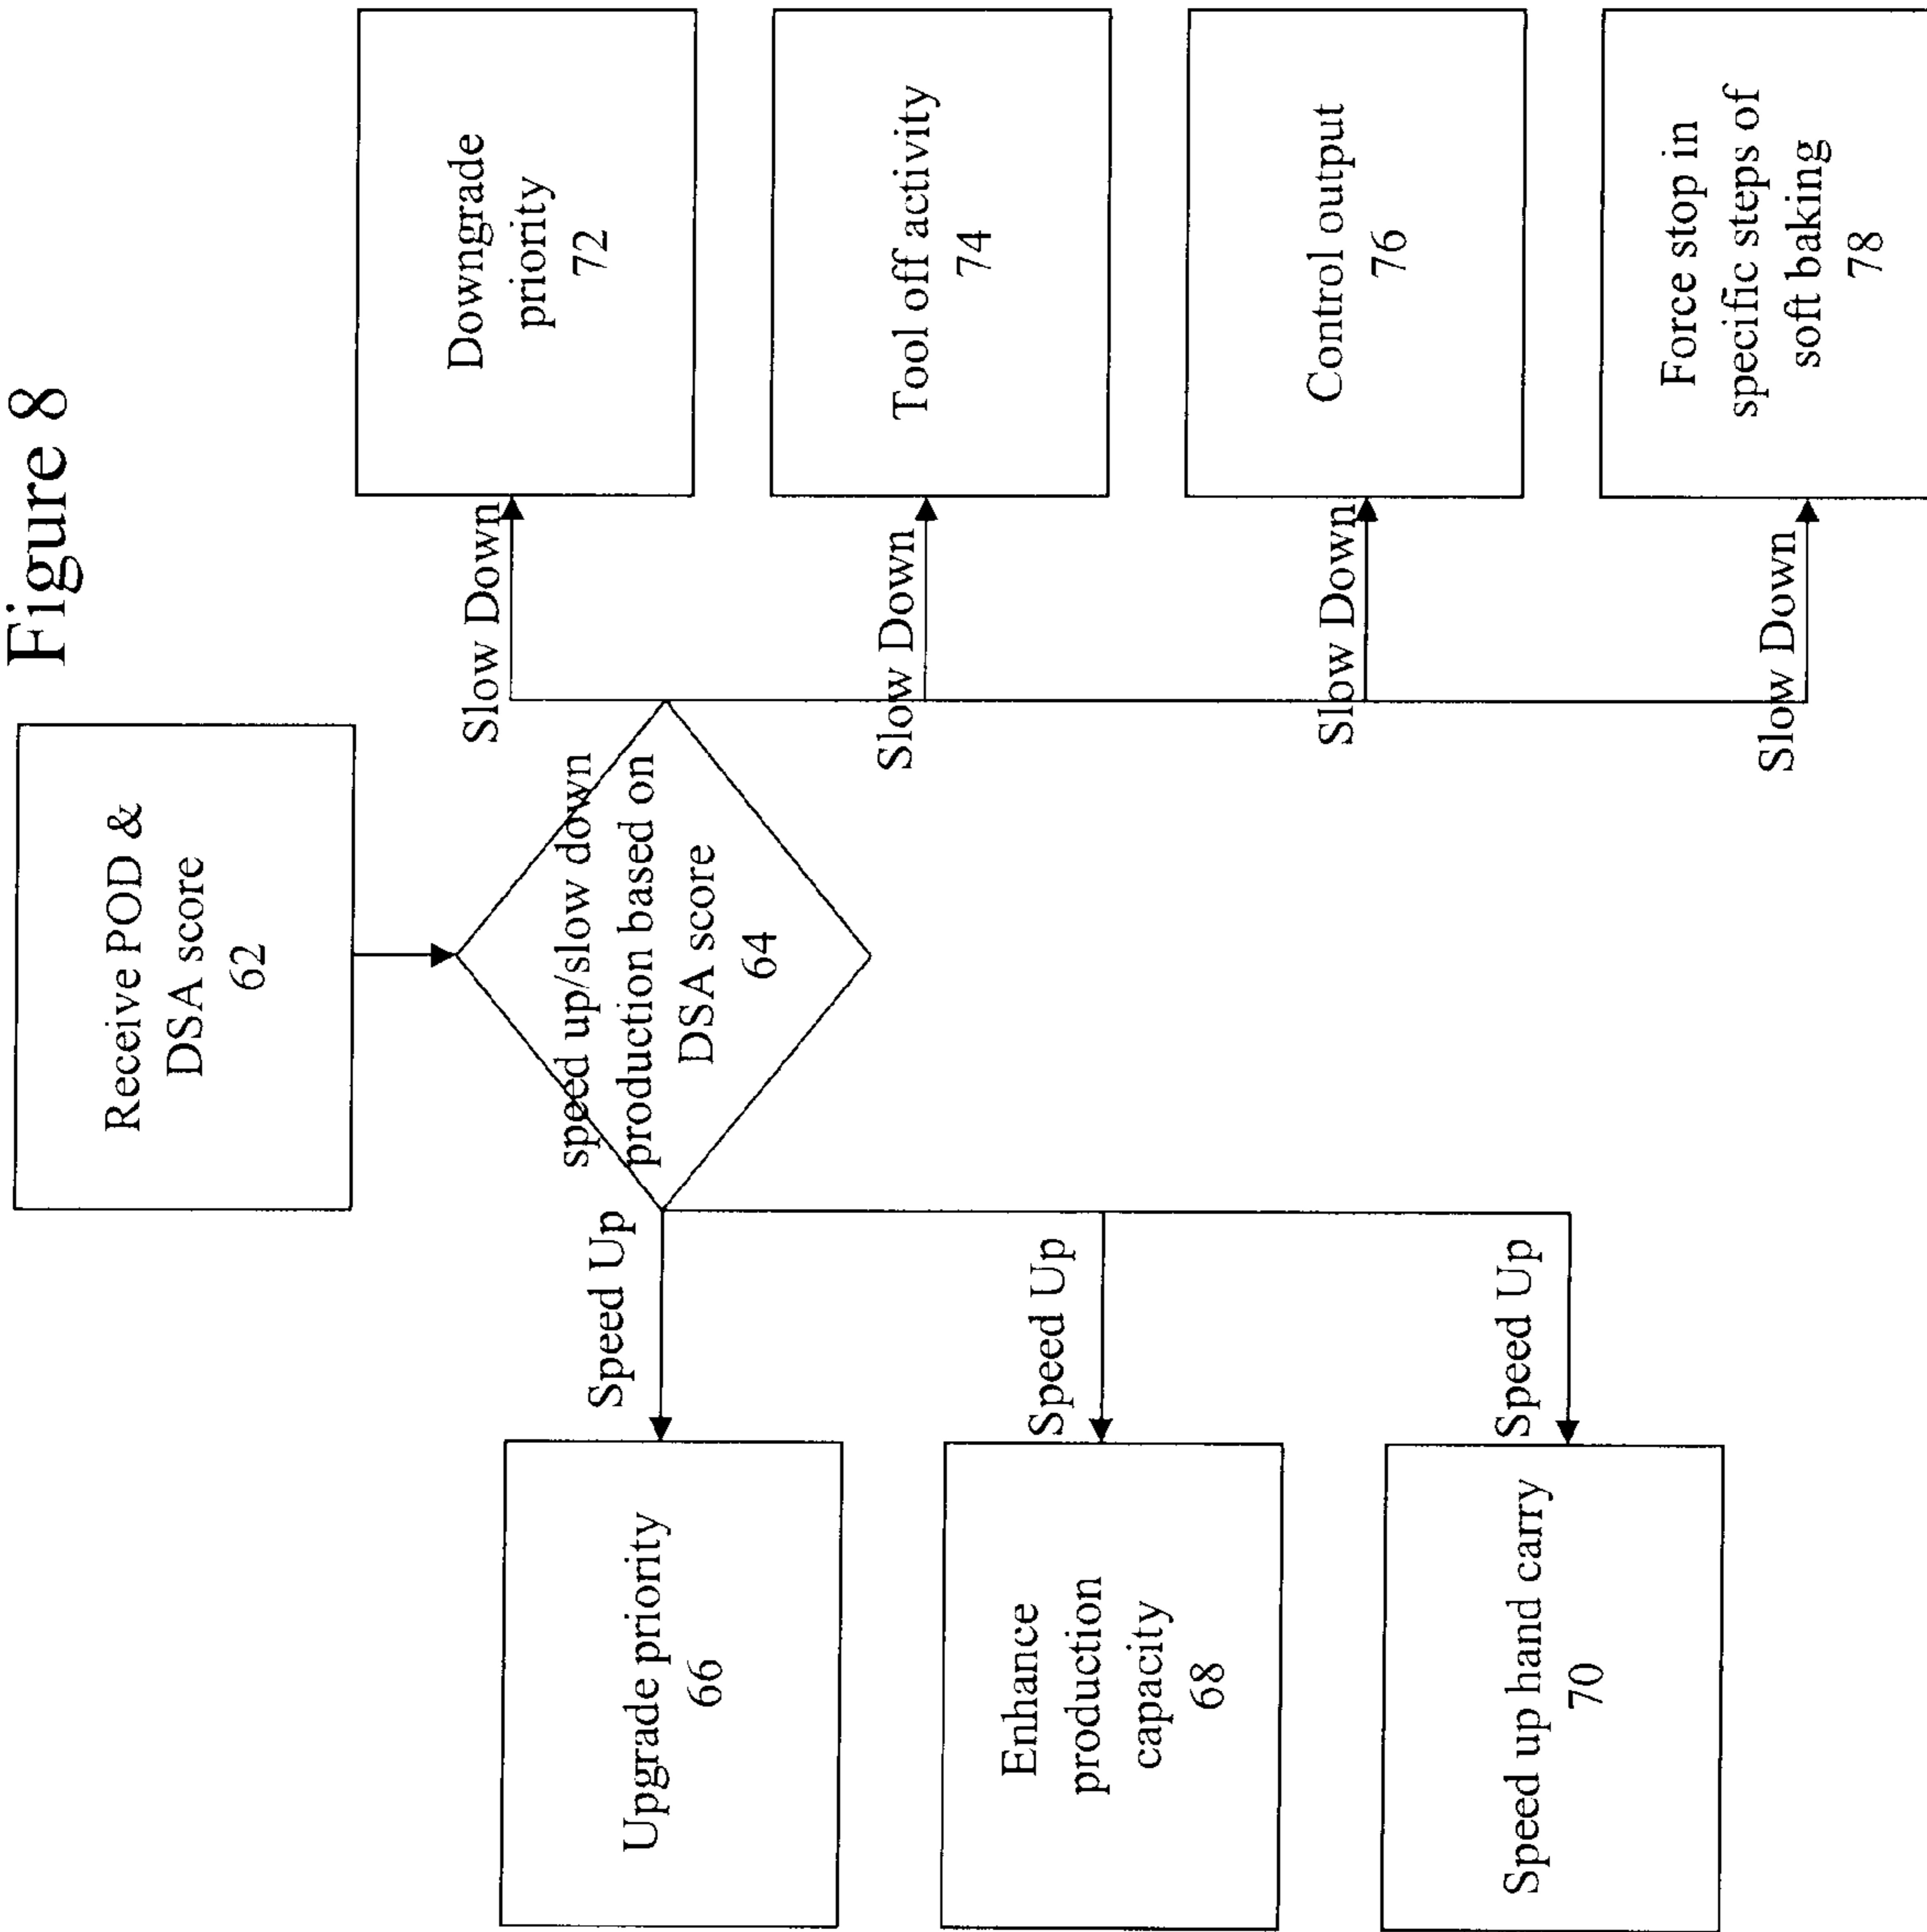 Figure 8
Receive POD &
DSA score
62
speed up/slow down
production based on
DSA score
64
Speed Up
Upgrade priority
66
Speed Up
Enhance
production
capacity
68
Speed Up
Speed up hand carry
70
Slow Down
Downgrade
priority
72
Slow Down
Tool off activity
74
Slow Down
Control output
76
Slow Down
Force stop in
specific steps of
soft baking
78